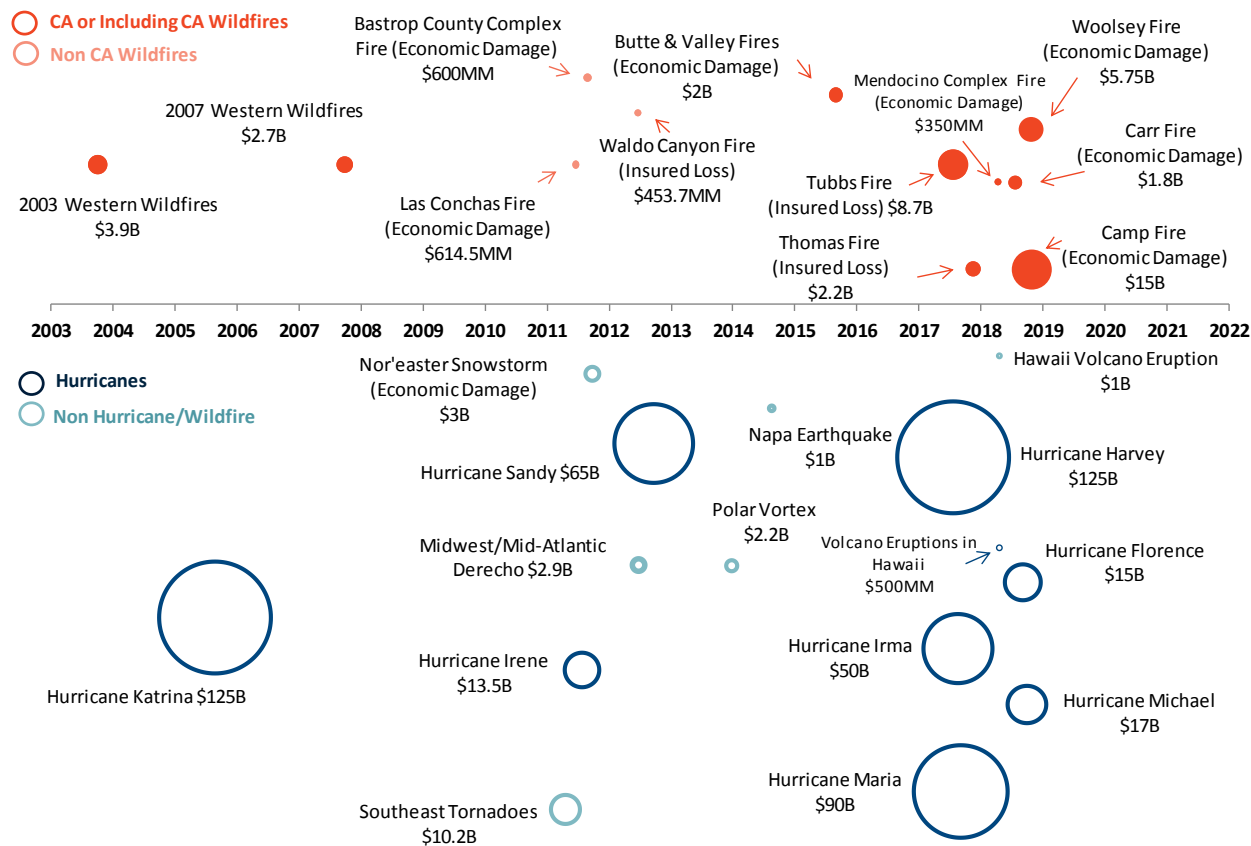 CA or Including CA Wildfires
Non CA Wildfires
Bastrop County Complex
Fire (Economic Damage)
$600MM
Butte & Valley Fires
(Economic Damage)
$2B
Woolsey Fire
(Economic Damage)
$5.75B
Mendocino Complex Fire
(Economic Damage)
$350MM
2007 Western Wildfires
$2.7B
Waldo Canyon Fire
(Insured Loss)
$453.7MM
Carr Fire
(Economic Damage)
$1.8B
2003 Western Wildfires
$3.9B
Las Conchas Fire
(Economic Damage)
$614.5MM
Tubbs Fire
(Insured Loss) $8.7B
Thomas Fire
(Insured Loss)
$2.2B
Camp Fire
(Economic Damage)
$15B
2003 2004 2005 2006 2007 2008 2009 2010 2011 2012 2013 2014 2015 2016 2017 2018 2019 2020 2021 2022
Hurricanes
Non Hurricane/Wildfire
Nor'easter Snowstorm
(Economic Damage)
$3B
Hawaii Volcano Eruption
$1B
Hurricane Sandy $65B
Napa Earthquake
$1B
Hurricane Harvey
$125B
Polar Vortex
$2.2B
Midwest/Mid-Atlantic
Derecho $2.9B
Volcano Eruptions in
Hawaii
$500MM
Hurricane Florence
$15B
Hurricane Katrina $125B
Hurricane Irene
$13.5B
Hurricane Irma
$50B
Hurricane Michael
$17B
Hurricane Maria
$90B
Southeast Tornadoes
$10.2B